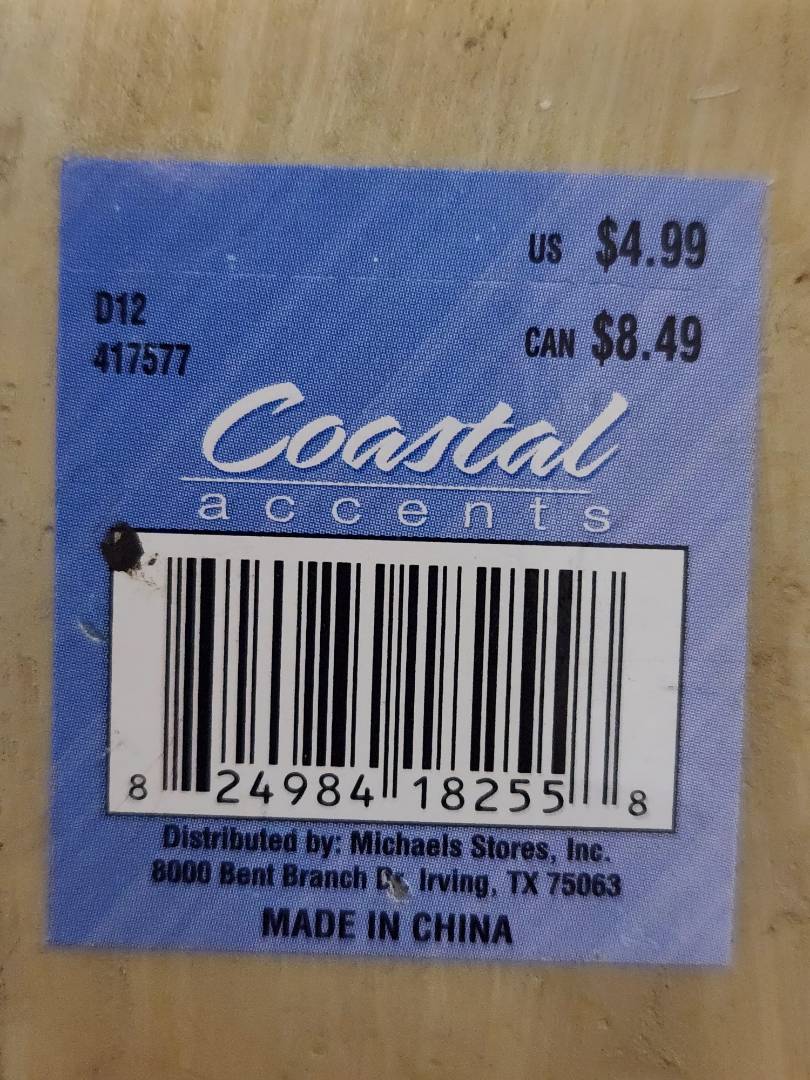 US $4.99
D12
CAN $8.49
417577
Coastal
accents
8 24984 18255 8
Distributed by: Michaels Stores, Inc.
8000 Bent Branch Dr. Irving, TX 75063
MADE IN CHINA